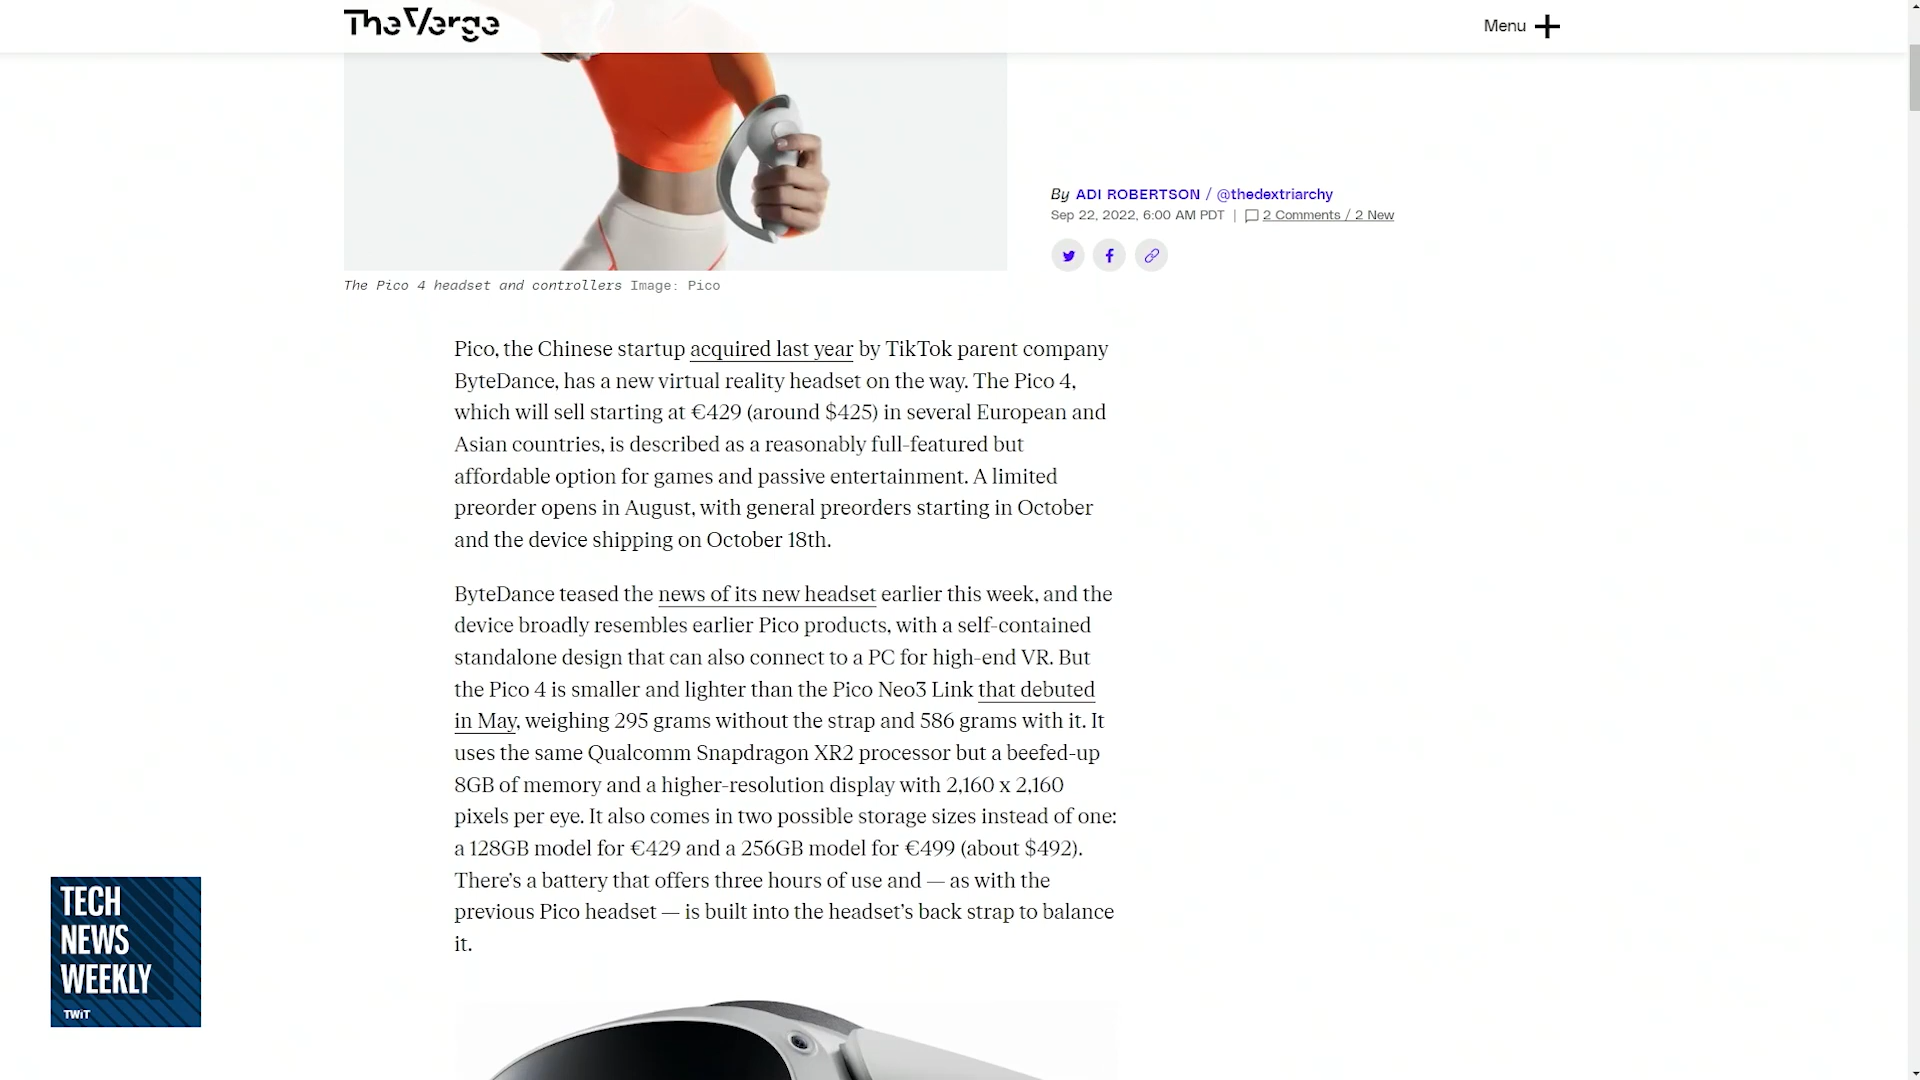 TheVerge
Menu
By ADI ROBERTSON / @thedextriarchy
Sep 22, 2022, 6:00 AM PDT | 2 Comments / 2 New
The Pico 4 headset and controllers Image: Pico
Pico, the Chinese startup acquired last year by TikTok parent company
ByteDance, has a new virtual reality headset on the way. The Pico 4,
which will sell starting at €429 (around $425) in several European and
Asian countries, is described as a reasonably full-featured but
affordable option for games and passive entertainment. A limited
preorder opens in August, with general preorders starting in October
and the device shipping on October 18th.
ByteDance teased the news of its new headset earlier this week, and the
device broadly resembles earlier Pico products, with a self-contained
standalone design that can also connect to a PC for high-end VR. But
the Pico 4 is smaller and lighter than the Pico Neo3 Link that debuted
in May, weighing 295 grams without the strap and 586 grams with it. It
uses the same Qualcomm Snapdragon XR2 processor but a beefed-up
8GB of memory and a higher-resolution display with 2,160 x 2,160
pixels per eye. It also comes in two possible storage sizes instead of one:
a 128GB model for €429 and a 256GB model for €499 (about $492).
There's a battery that offers three hours of use and — as with the
previous Pico headset — is built into the headset's back strap to balance
it.
TECH
NEWS
WEEKLY
TWiT